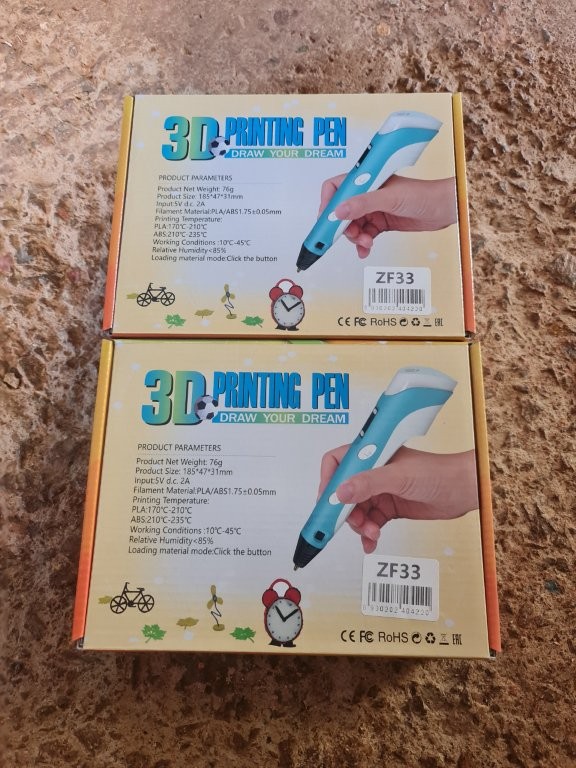 3D PRINTING PEN
DRAW YOUR DREAM
PRODUCT PARAMETERS
Product Net Weight: 76g
Product Size: 185*47*31mm
Input:5V d.c. 2A
Filament Material:PLA/ABS1.75±0.05mm
Printing Temperature:
PLA:170℃-210℃
ABS:210℃-235℃
Working Conditions :10℃-45℃
Relative Humidity<85%
Loading material mode:Click the button
ZF33
CE FC RoHS EAC
3D PRINTING PEN
DRAW YOUR DREAM
PRODUCT PARAMETERS
Product Net Weight: 76g
Product Size: 185*47*31mm
Input:5V d.c. 2A
Filament Material:PLA/ABS1.75±0.05mm
Printing Temperature:
PLA:170℃-210℃
ABS:210℃-235℃
Working Conditions :10℃-45℃
Relative Humidity<85%
Loading material mode:Click the button
ZF33
CE FC RoHS EAC